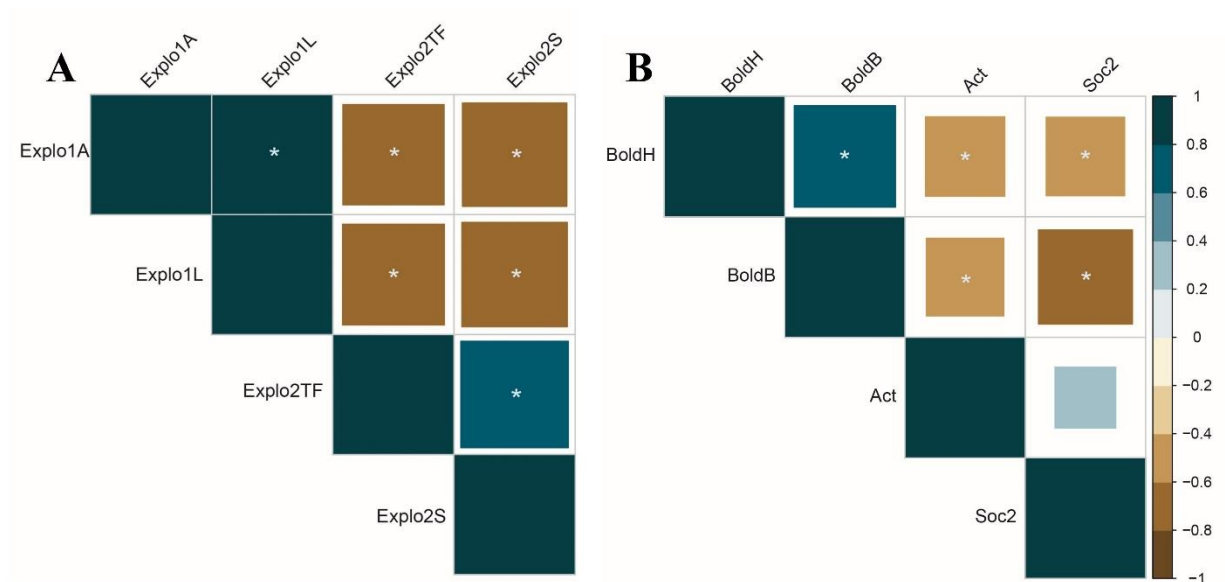 A
Explo1A
Explo1L
Explo2TF
Explo2S
Explo1A
*
*
*
Explo1L
*
*
Explo2TF
*
Explo2S
B
BoldH
BoldB
Act
Soc2
BoldH
*
*
*
BoldB
*
*
Act
Soc2
1
0.8
0.6
0.4
0.2
0
−0.2
−0.4
−0.6
−0.8
−1